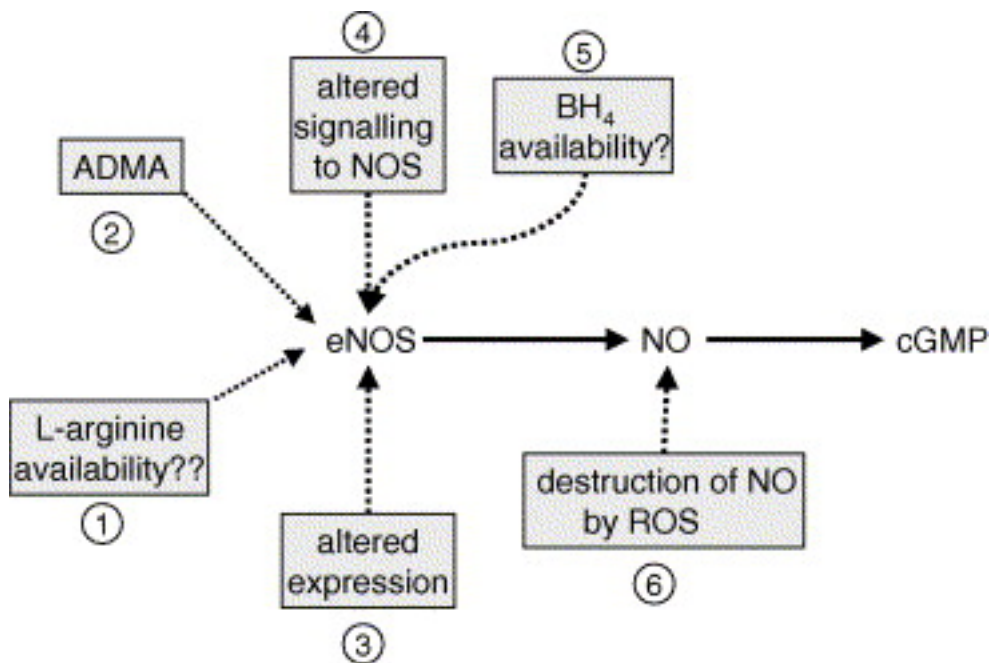 ④
altered
signalling
to NOS
⑤
BH₄
availability?
ADMA
②
eNOS
NO
cGMP
L-arginine
availability??
①
altered
expression
③
destruction of NO
by ROS
⑥